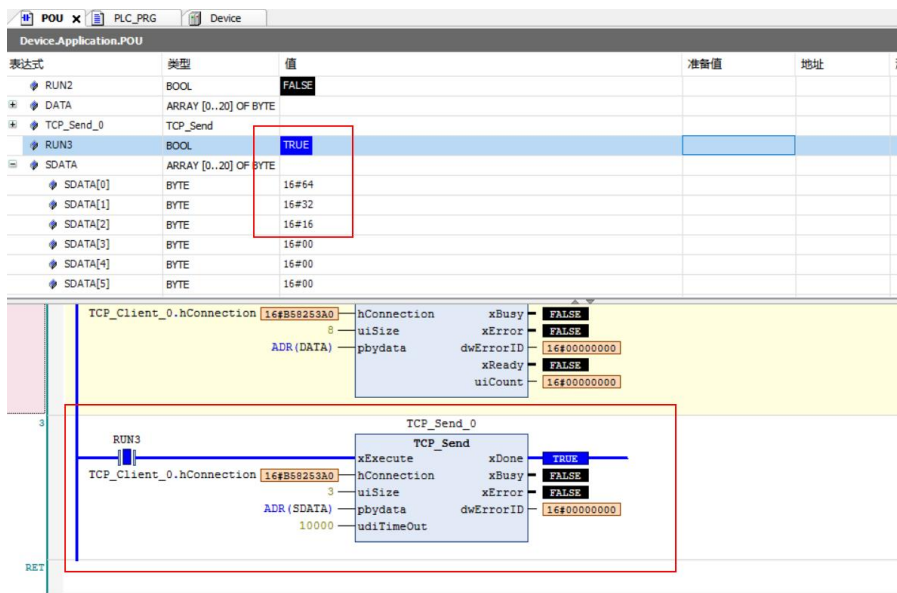 POU PLC_PRG Device
Device.Application.POU
表达式 类型 值 准备值 地址
RUN2 BOOL FALSE
DATA ARRAY [0..20] OF BYTE
TCP_Send_0 TCP_Send
RUN3 BOOL TRUE
SDATA ARRAY [0..20] OF BYTE
SDATA[0] BYTE 16#64
SDATA[1] BYTE 16#32
SDATA[2] BYTE 16#16
SDATA[3] BYTE 16#00
SDATA[4] BYTE 16#00
SDATA[5] BYTE 16#00
TCP_Client_0.hConnection 16#B58253A0 hConnection xBusy FALSE
8 uiSize xError FALSE
ADR(DATA) pbydata dwErrorID 16#00000000
xReady FALSE
uiCount 16#00000000
3 TCP_Send_0
RUN3 TCP_Send
xExecute xDone TRUE
TCP_Client_0.hConnection 16#B58253A0 hConnection xBusy FALSE
3 uiSize xError FALSE
ADR(SDATA) pbydata dwErrorID 16#00000000
10000 udiTimeOut
RET